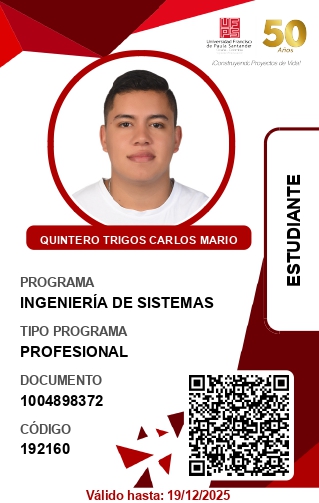 Universidad Francisco
de Paula Santander
50
Años
¡Construyendo Proyectos de Vida!
QUINTERO TRIGOS CARLOS MARIO
ESTUDIANTE
PROGRAMA
INGENIERÍA DE SISTEMAS
TIPO PROGRAMA
PROFESIONAL
DOCUMENTO
1004898372
CÓDIGO
192160
Válido hasta: 19/12/2025